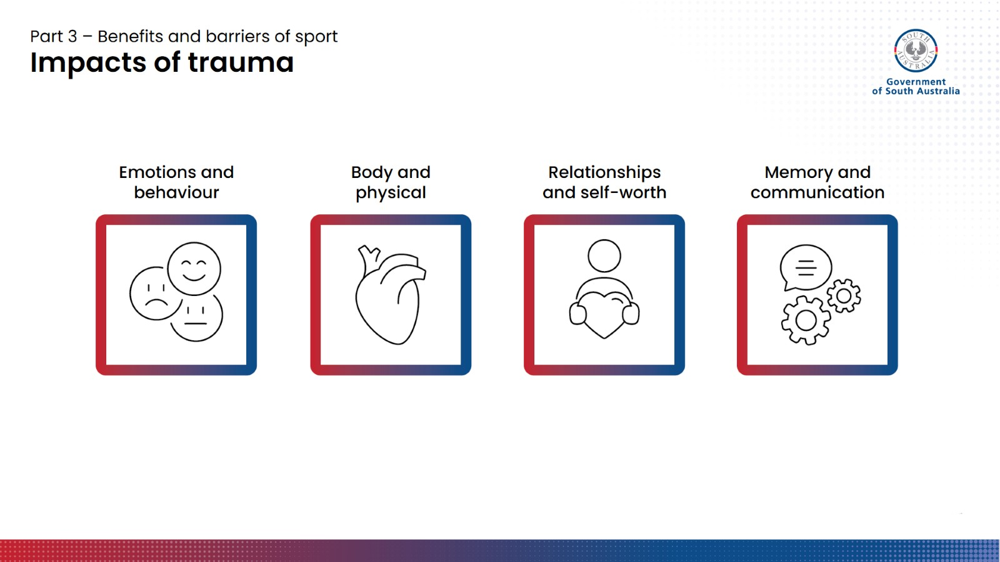 Part 3 – Benefits and barriers of sport
Impacts of trauma
SOUTH
AUSTRALIA
Government
of South Australia
Emotions and
behaviour
Body and
physical
Relationships
and self-worth
Memory and
communication